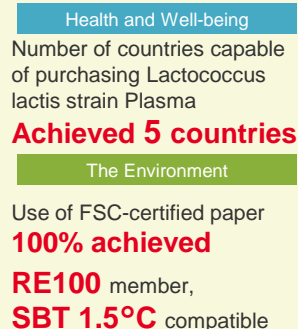 Health and Well-being
Number of countries capable
of purchasing Lactococcus
lactis strain Plasma
Achieved 5 countries
The Environment
Use of FSC-certified paper
100% achieved
RE100 member,
SBT 1.5°C compatible